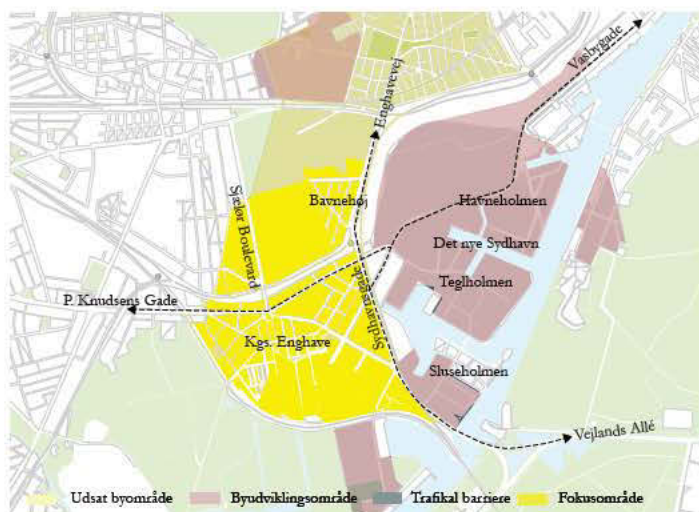 Vasbygade
Enghavevej
Sjælør Boulevard
Bavnehøj
Havneholmen
Det nye Sydhavn
Teglholmen
P. Knudsens Gade
Sydhavnsgade
Kgs. Enghave
Sluseholmen
Vejlands Allé
Udsat byområde
Byudviklingsområde
Trafikal barriere
Fokusområde